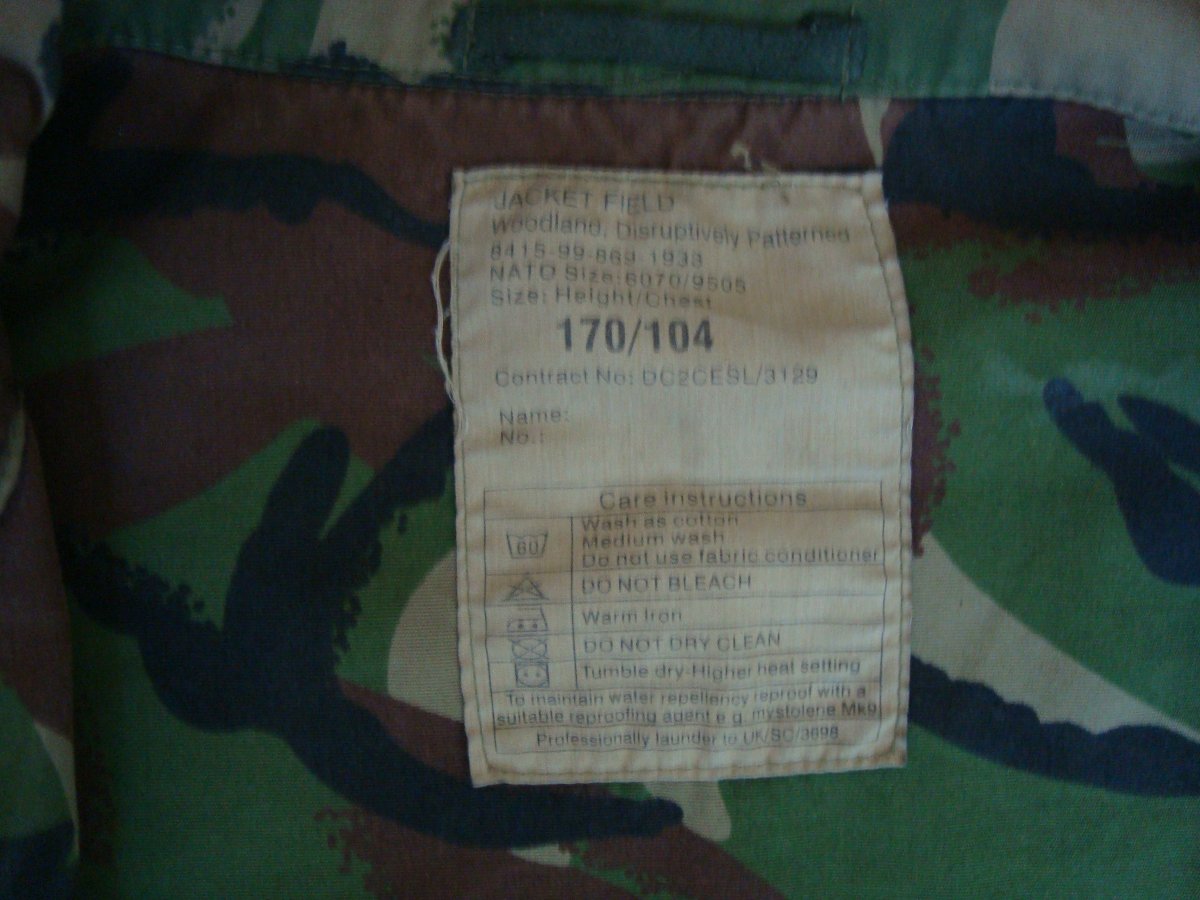 JACKET FIELD
Woodland, Disruptively Patterned
8415-99-869-1933
NATO Size:6070/9505
Size: Height/Chest
170/104
Contract No: DC2CESL/3129
Name:
No.:
Care Instructions
60
Wash as cotton
Medium wash
Do not use fabric conditioner
DO NOT BLEACH
Warm Iron
DO NOT DRY CLEAN
Tumble dry-Higher heat setting
To maintain water repellency reproof with a
suitable reproofing agent e.g. mystolene Mk9
Professionally launder to UK/SC/3698